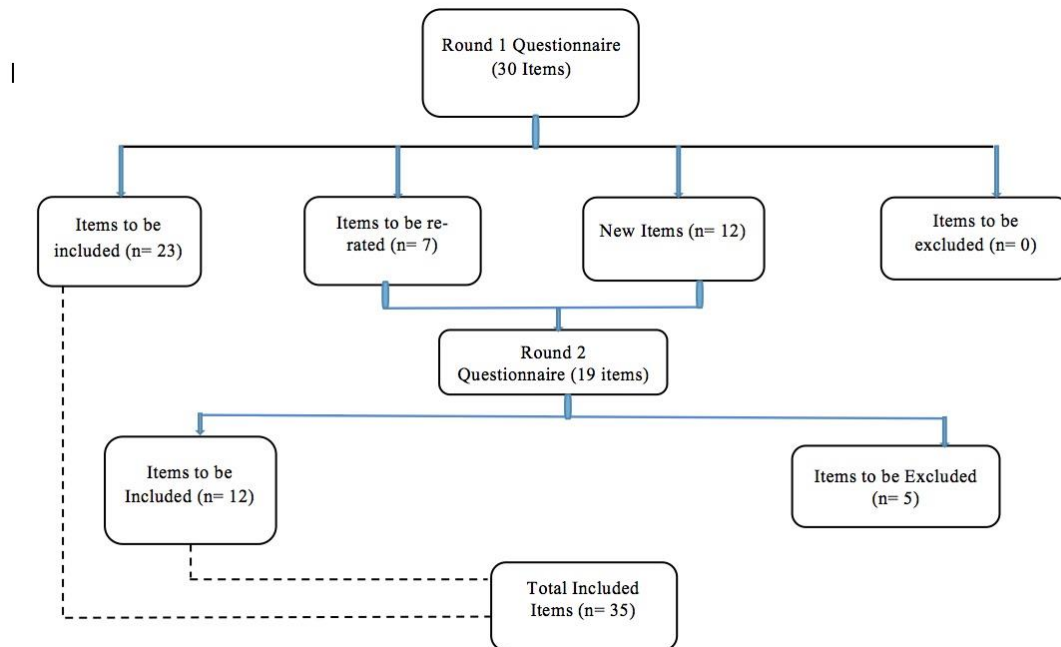 Round 1 Questionnaire
(30 Items)
Items to be
included (n= 23)
Items to be re-
rated (n= 7)
New Items (n= 12)
Items to be
excluded (n= 0)
Round 2
Questionnaire (19 items)
Items to be
Included (n= 12)
Items to be Excluded
(n= 5)
Total Included
Items (n= 35)